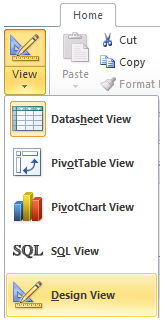 Home
View
Paste
Cut
Copy
Format
Datasheet View
PivotTable View
PivotChart View
SQL SQL View
Design View